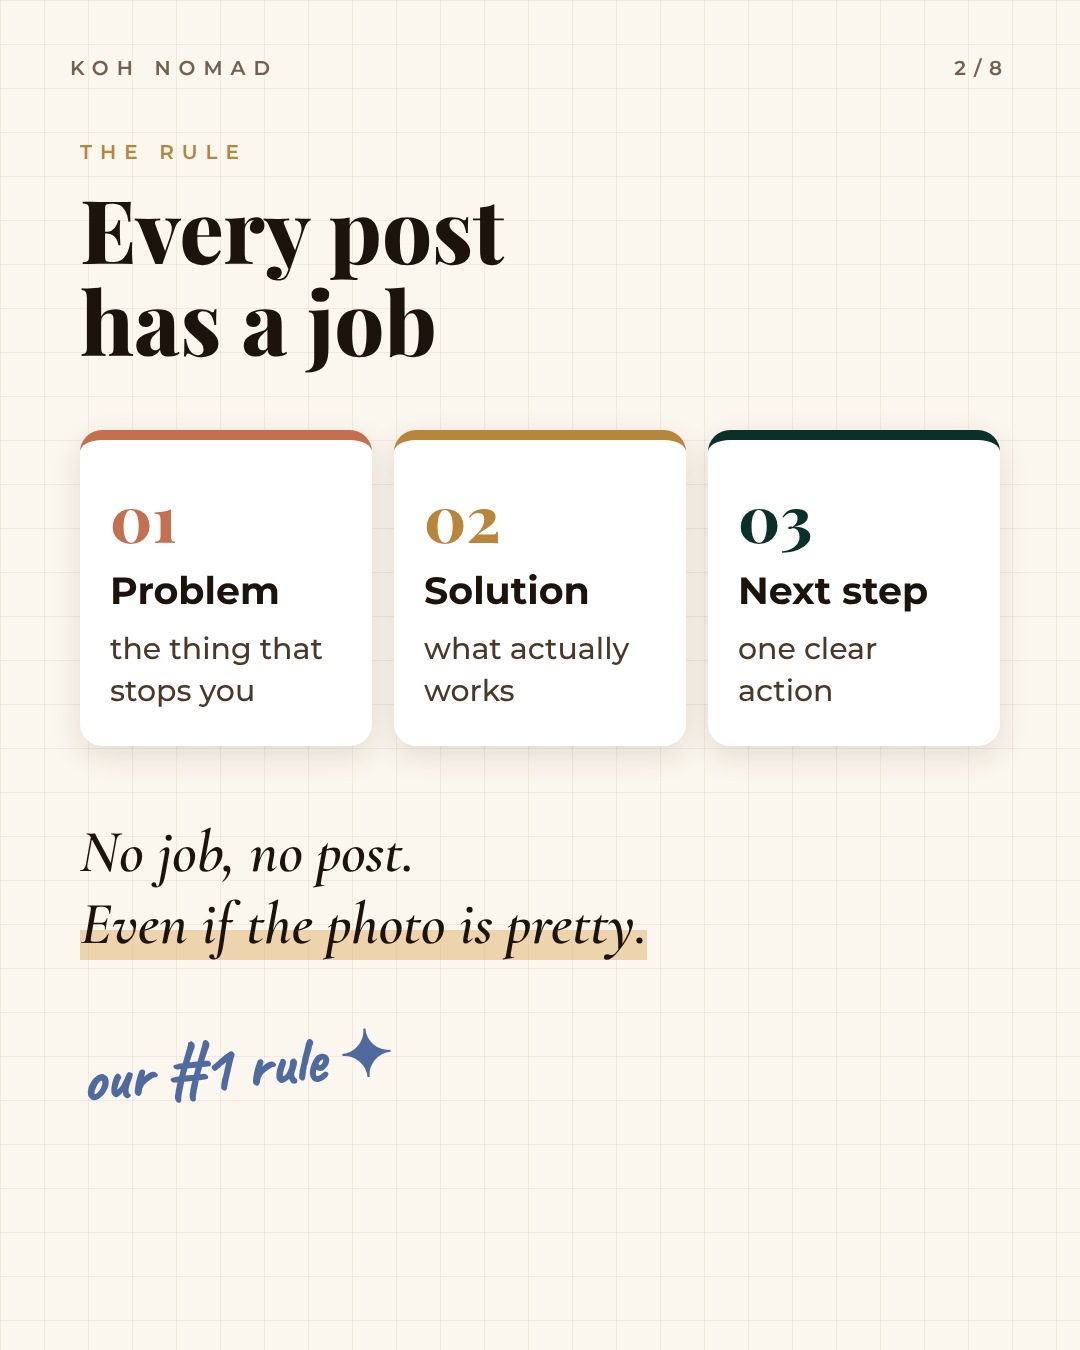 KOH NOMAD
2/8
THE RULE
Every post
has a job
01
Problem
the thing that
stops you
02
Solution
what actually
works
03
Next step
one clear
action
No job, no post.
Even if the photo is pretty.
our #1 rule